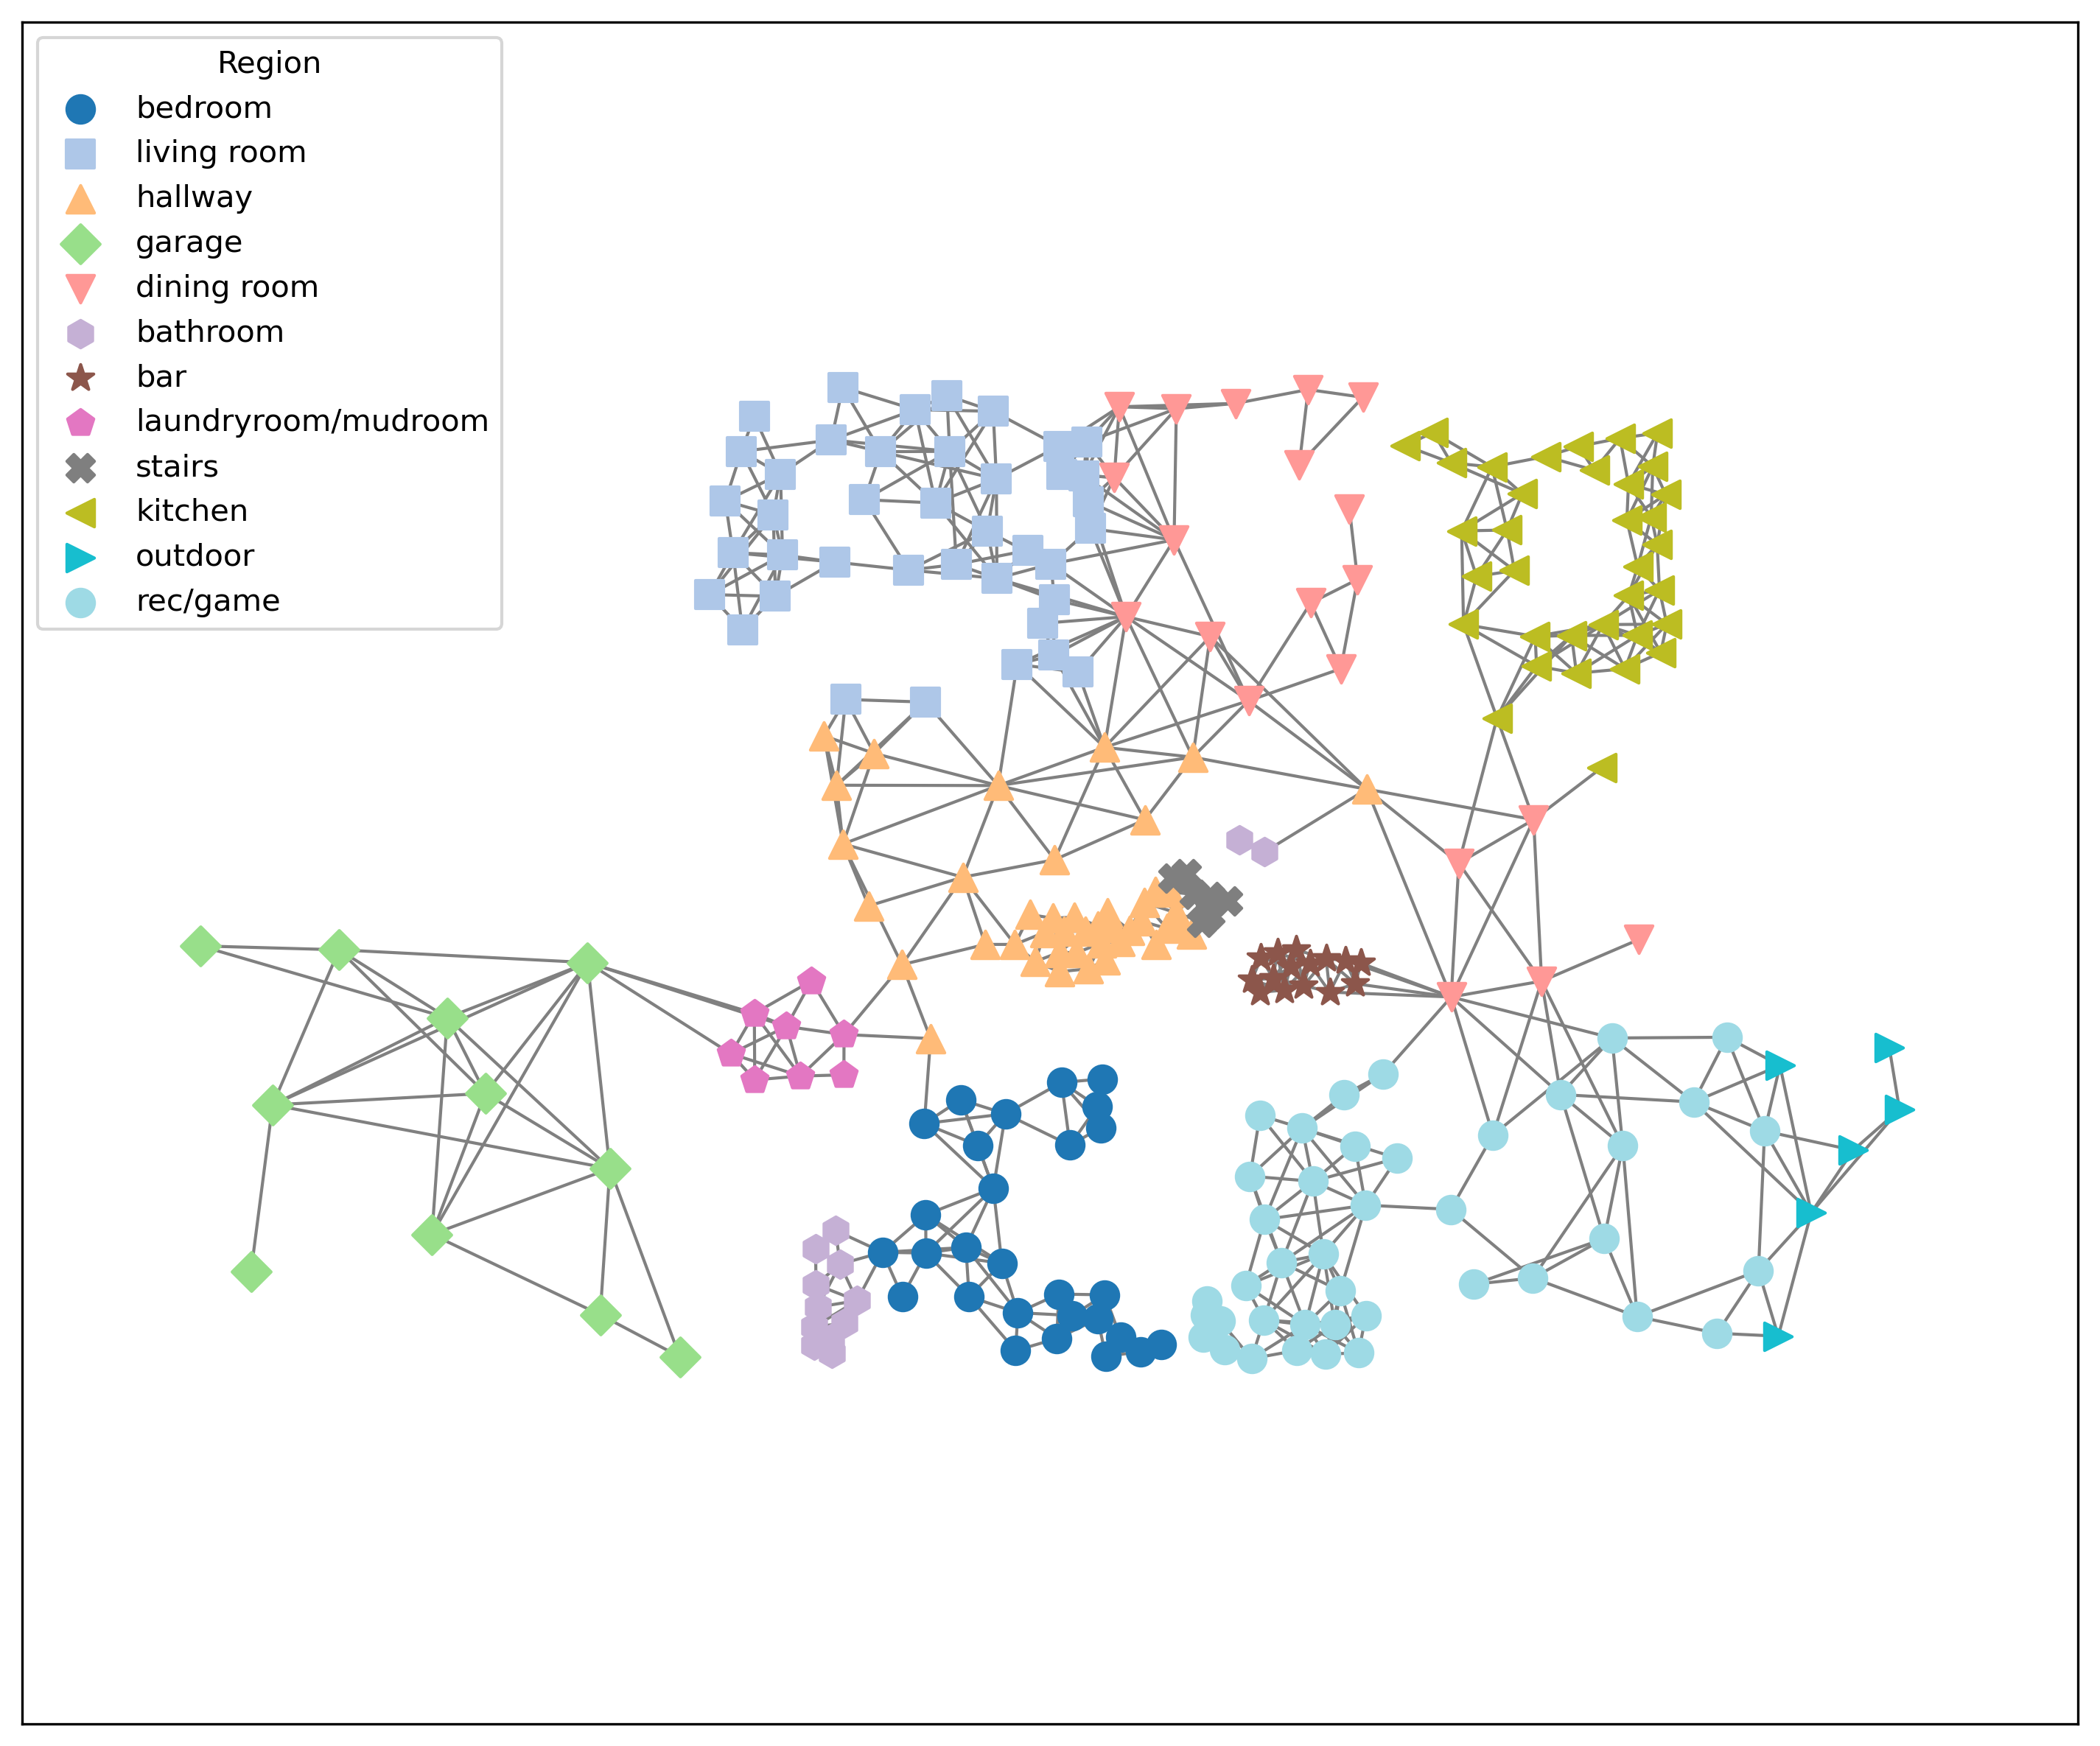 Region
bedroom
living room
hallway
garage
dining room
bathroom
bar
laundryroom/mudroom
stairs
kitchen
outdoor
rec/game